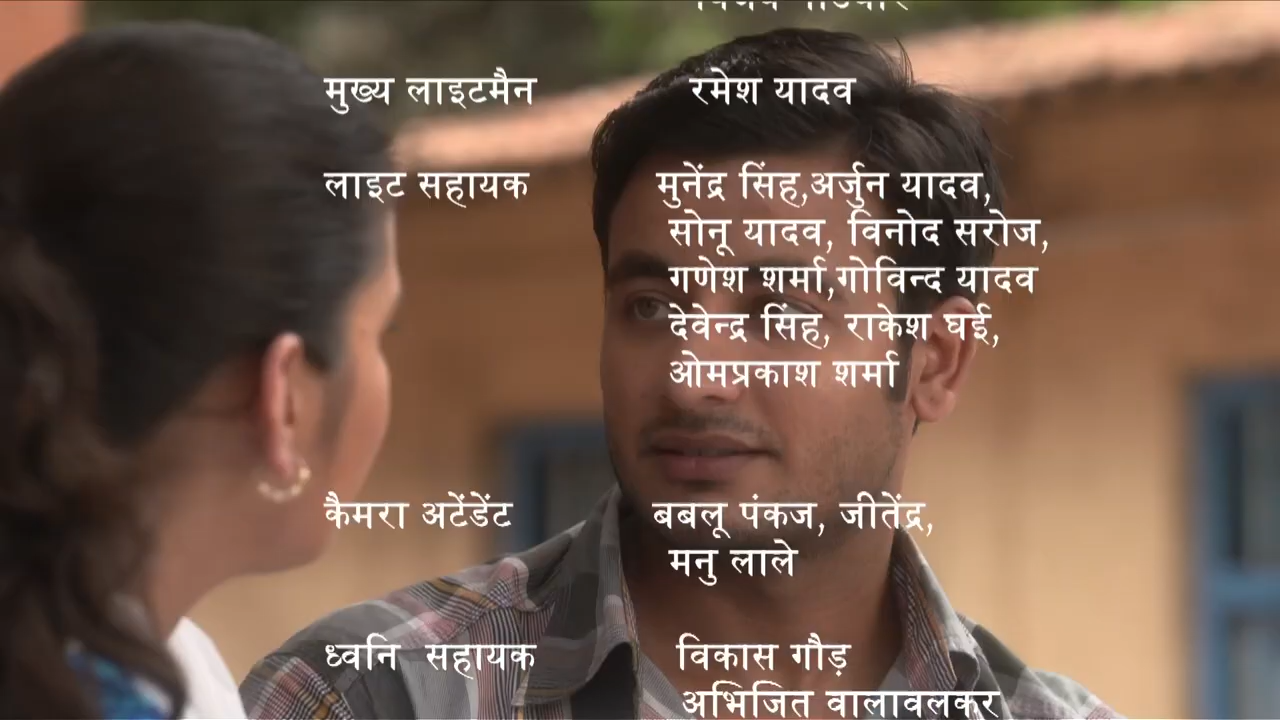 मुख्य लाइटमैन रमेश यादव
लाइट सहायक मुनेंद्र सिंह,अर्जुन यादव,
सोनू यादव, विनोद सरोज,
गणेश शर्मा,गोविन्द यादव
देवेन्द्र सिंह, राकेश घई,
ओमप्रकाश शर्मा
कैमरा अटेंडेंट बबलू पंकज, जीतेंद्र,
मनु लाले
ध्वनि सहायक विकास गौड़
अभिजित वालावलकर